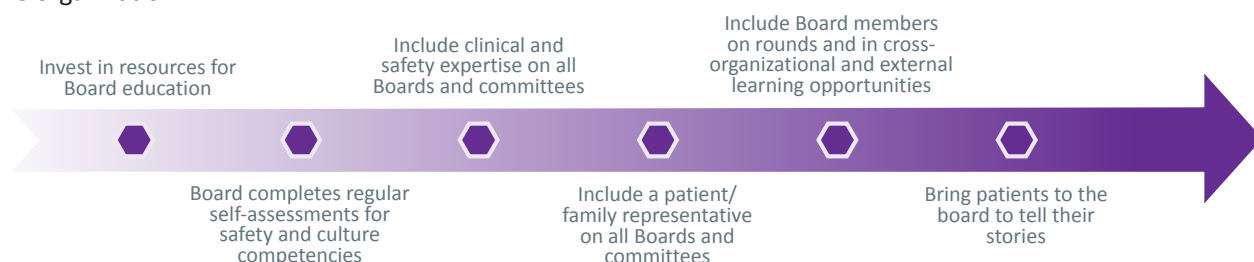 Invest in resources for
Board education
Board completes regular
self-assessments for
safety and culture
competencies
Include clinical and
safety expertise on all
Boards and committees
Include a patient/
family representative
on all Boards and
committees
Include Board members
on rounds and in cross-
organizational and external
learning opportunities
Bring patients to the
board to tell their
stories